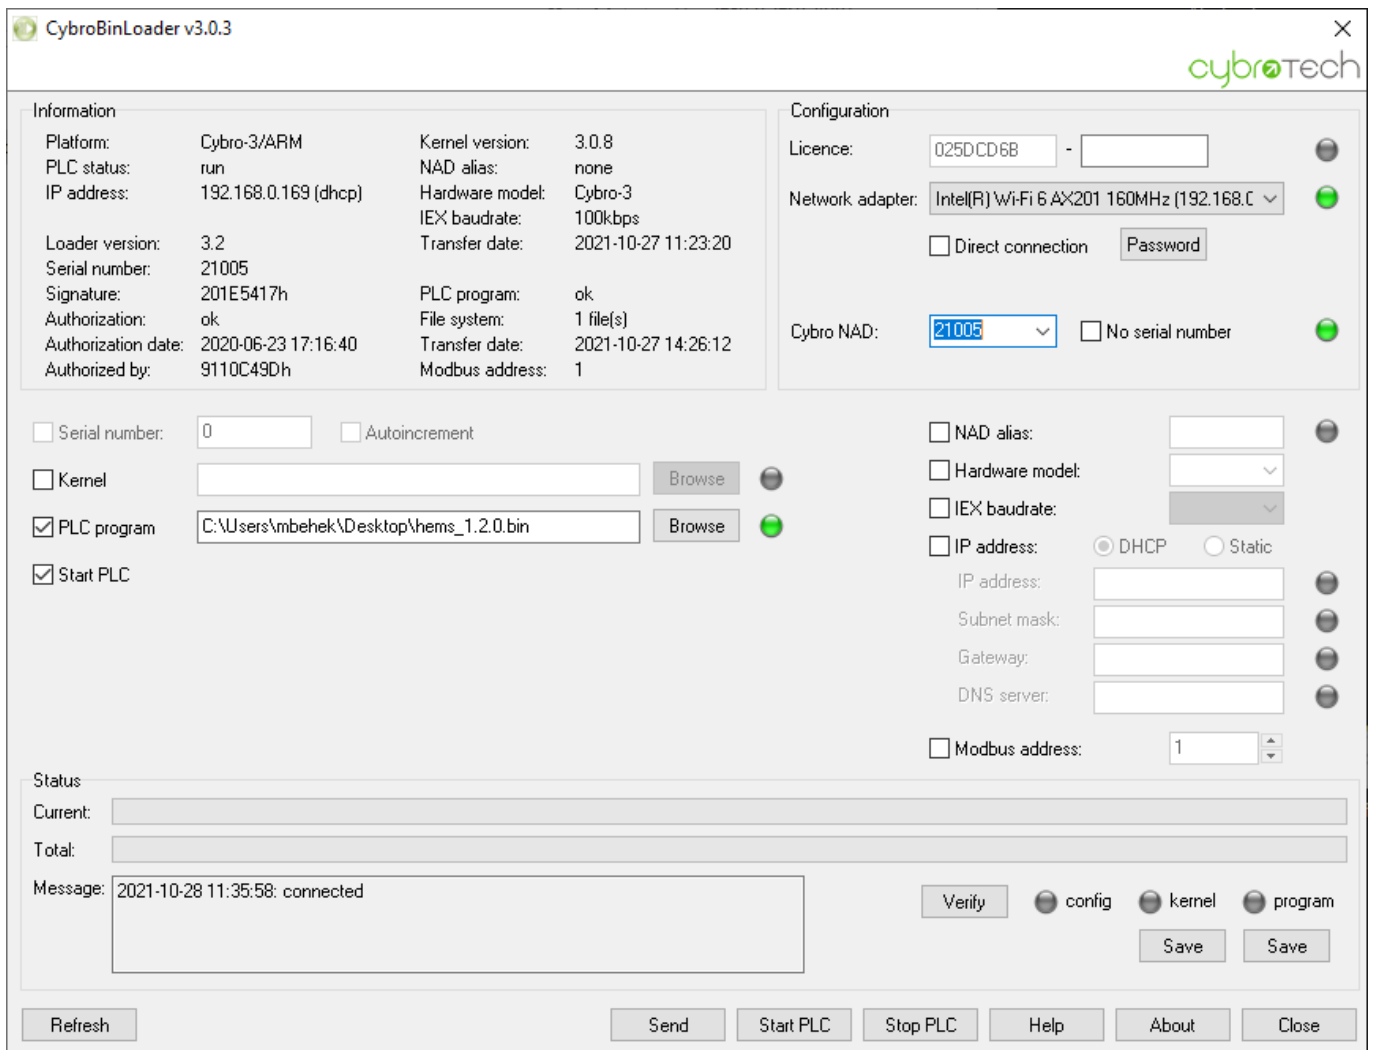 CybroBinLoader v3.0.3
cybrotech
Information
Platform: Cybro-3/ARM Kernel version: 3.0.8
PLC status: run NAD alias: none
IP address: 192.168.0.169 (dhcp) Hardware model: Cybro-3
IEX baudrate: 100kbps
Loader version: 3.2 Transfer date: 2021-10-27 11:23:20
Serial number: 21005
Signature: 201E5417h PLC program: ok
Authorization: ok File system: 1 file(s)
Authorization date: 2020-06-23 17:16:40 Transfer date: 2021-10-27 14:26:12
Authorized by: 9110C49Dh Modbus address: 1
Configuration
Licence: 025DCD6B -
Network adapter: Intel(R) Wi-Fi 6 AX201 160MHz (192.168.0
Direct connection Password
Cybro NAD: 21005 No serial number
Serial number: 0 Autoincrement
Kernel Browse
PLC program C:\Users\mbehek\Desktop\hems_1.2.0.bin Browse
Start PLC
NAD alias:
Hardware model:
IEX baudrate:
IP address: DHCP Static
IP address:
Subnet mask:
Gateway:
DNS server:
Modbus address: 1
Status
Current:
Total:
Message: 2021-10-28 11:35:58: connected
Verify config kernel program
Save Save
Refresh Send Start PLC Stop PLC Help About Close